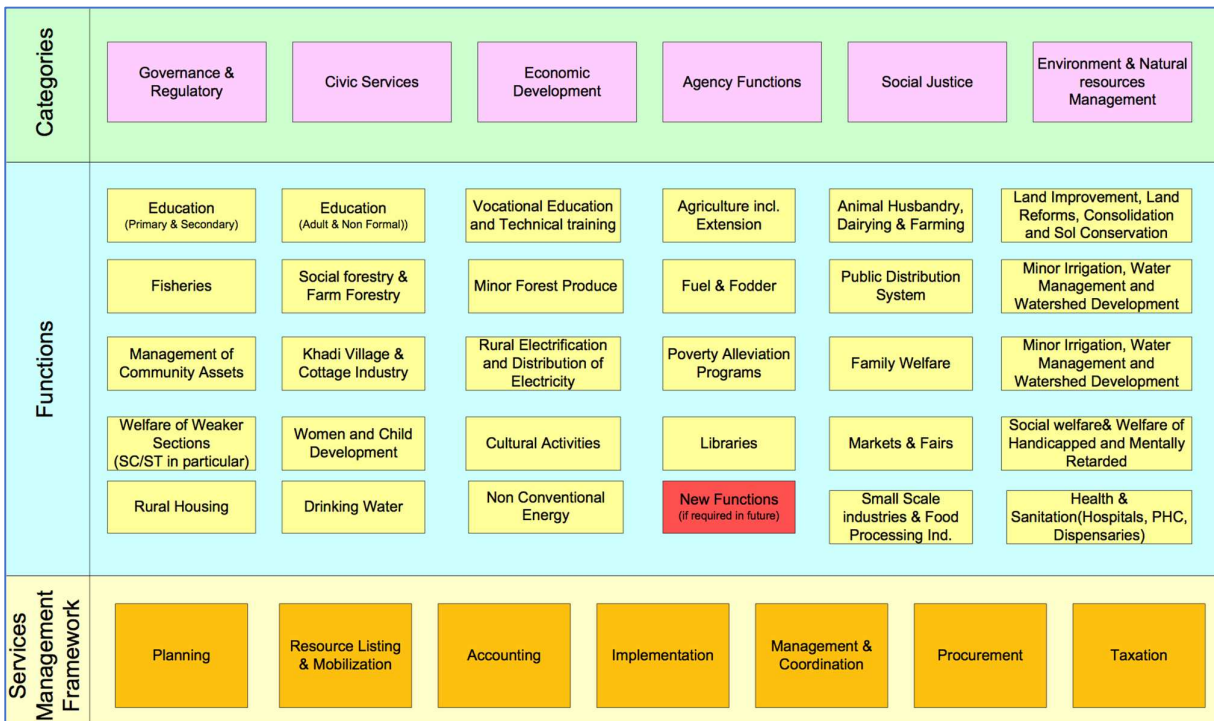 Categories
Governance &
Regulatory
Civic Services
Economic
Development
Agency Functions
Social Justice
Environment & Natural
resources
Management
Functions
Education
(Primary & Secondary)
Education
(Adult & Non Formal))
Vocational Education
and Technical training
Agriculture incl.
Extension
Animal Husbandry,
Dairying & Farming
Land Improvement, Land
Reforms, Consolidation
and Sol Conservation
Fisheries
Social forestry &
Farm Forestry
Minor Forest Produce
Fuel & Fodder
Public Distribution
System
Minor Irrigation, Water
Management and
Watershed Development
Management of
Community Assets
Khadi Village &
Cottage Industry
Rural Electrification
and Distribution of
Electricity
Poverty Alleviation
Programs
Family Welfare
Minor Irrigation, Water
Management and
Watershed Development
Welfare of Weaker
Sections
(SC/ST in particular)
Women and Child
Development
Cultural Activities
Libraries
Markets & Fairs
Social welfare& Welfare of
Handicapped and Mentally
Retarded
Rural Housing
Drinking Water
Non Conventional
Energy
New Functions
(if required in future)
Small Scale
industries & Food
Processing Ind.
Health &
Sanitation(Hospitals, PHC,
Dispensaries)
Services
Management
Framework
Planning
Resource Listing
& Mobilization
Accounting
Implementation
Management &
Coordination
Procurement
Taxation